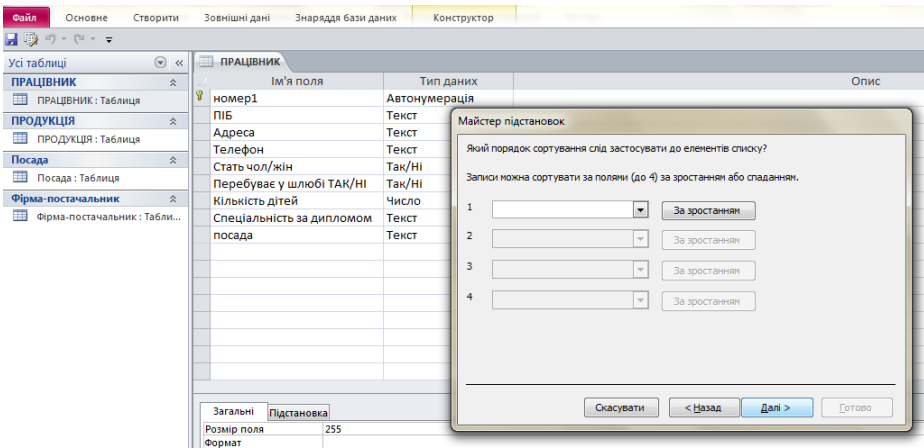 Файл Основне Створити Зовнішні дані Знаряддя бази даних Конструктор
Усі таблиці
ПРАЦІВНИК
ПРАЦІВНИК : Таблиця
ПРОДУКЦІЯ
ПРОДУКЦІЯ : Таблиця
Посада
Посада : Таблиця
Фірма-постачальник
Фірма-постачальник : Табли...
ПРАЦІВНИК
Ім'я поля Тип даних Опис
номер1 Автонумерація
ПІБ Текст
Адреса Текст
Телефон Текст
Стать чол/жін Так/Ні
Перебуває у шлюбі ТАК/НІ Так/Ні
Кількість дітей Число
Спеціальність за дипломом Текст
посада Текст
Майстер підстановок
Який порядок сортування слід застосувати до елементів списку?
Записи можна сортувати за полями (до 4) за зростанням або спаданням.
1 За зростанням
2 За зростанням
3 За зростанням
4 За зростанням
Скасувати < Назад Далі > Готово
Загальні Підстановка
Розмір поля 255
Формат